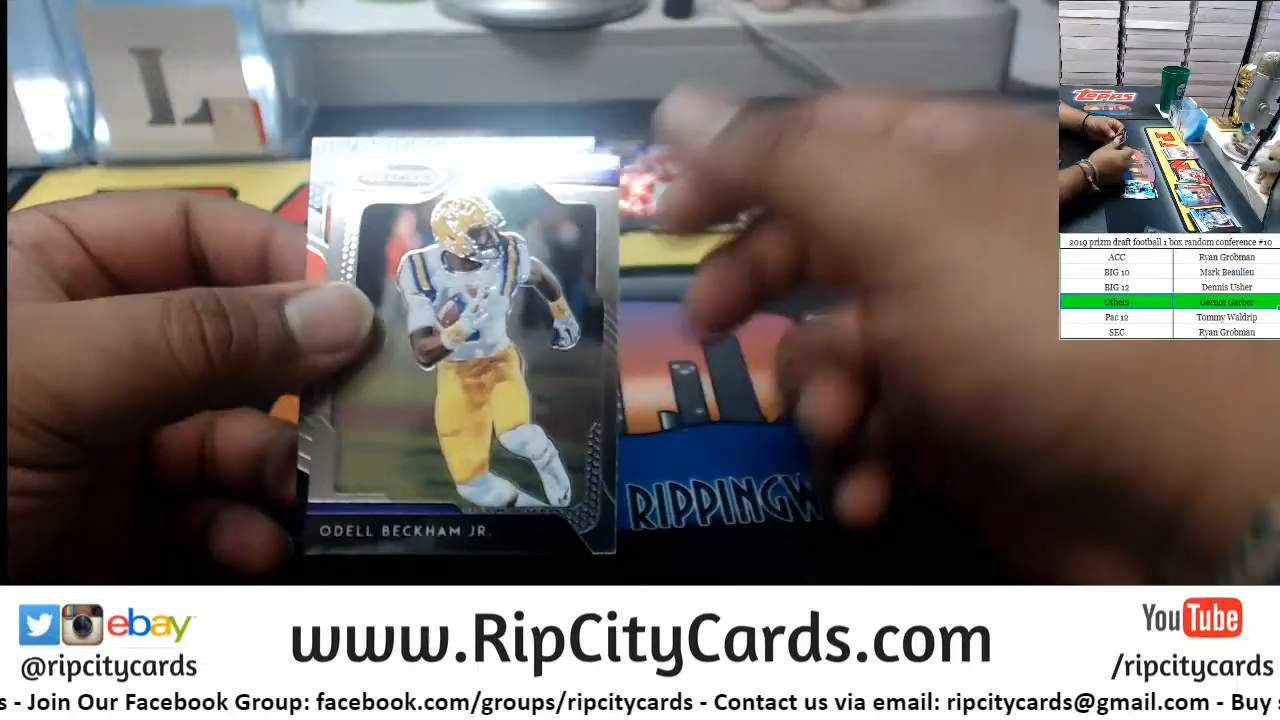 L
PRIZM
ODELL BECKHAM JR.
RIPPINGW
Topps
2019 prizm draft football 1 box random conference #10
ACC Ryan Grobman
BIG 10 Mark Beaulieu
BIG 12 Dennis Usher
Others Gernot Garber
Pac 12 Tommy Waldrip
SEC Ryan Grobman
ebay
@ripcitycards
www.RipCityCards.com
YouTube
/ripcitycards
s - Join Our Facebook Group: facebook.com/groups/ripcitycards - Contact us via email: ripcitycards@gmail.com - Buy